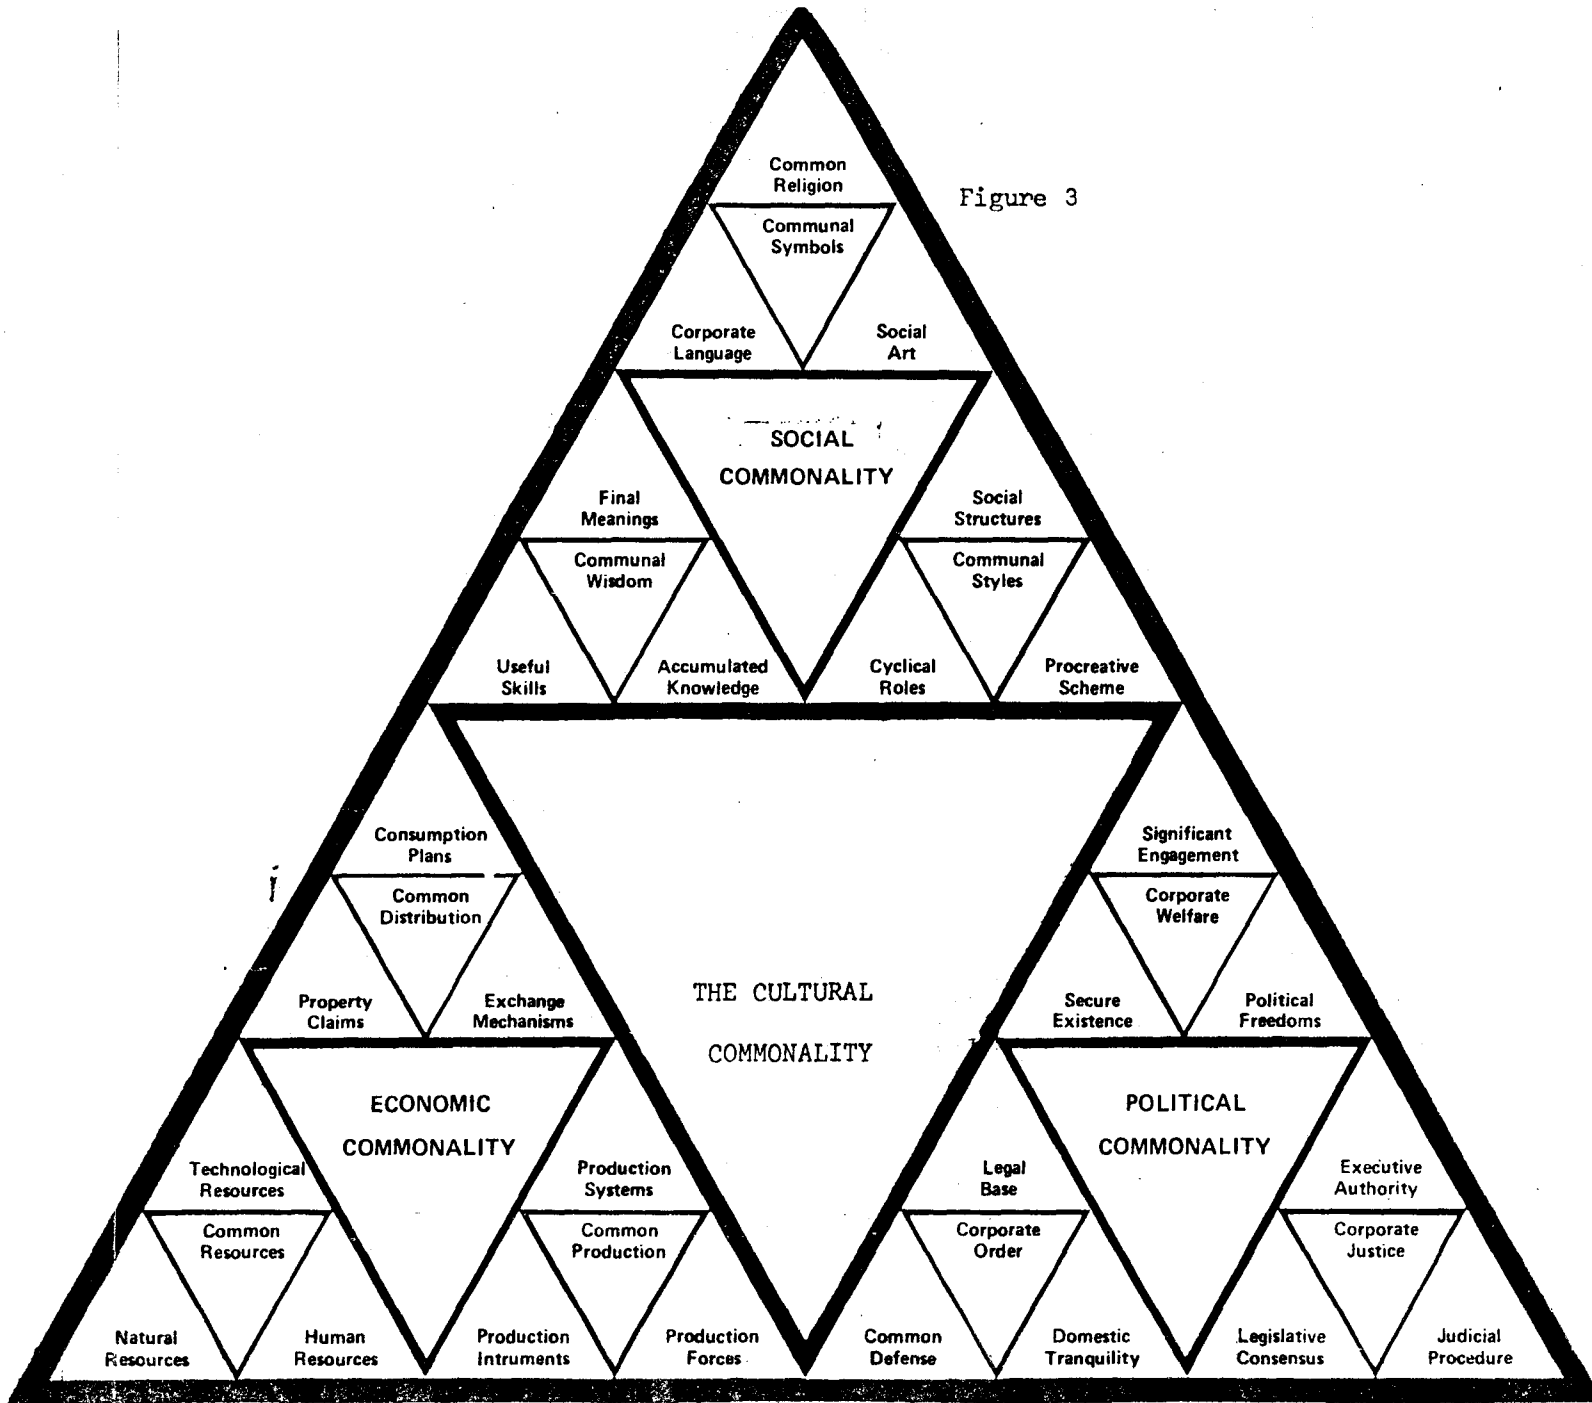 Common
Religion
Figure 3
Communal
Symbols
Corporate
Language
Social
Art
SOCIAL
COMMONALITY
Final
Meanings
Social
Structures
Communal
Wisdom
Communal
Styles
Useful
Skills
Accumulated
Knowledge
Cyclical
Roles
Procreative
Scheme
Consumption
Plans
Significant
Engagement
Common
Distribution
Corporate
Welfare
THE CULTURAL
COMMONALITY
Property
Claims
Exchange
Mechanisms
Secure
Existence
Political
Freedoms
ECONOMIC
COMMONALITY
POLITICAL
COMMONALITY
Technological
Resources
Production
Systems
Legal
Base
Executive
Authority
Common
Resources
Common
Production
Corporate
Order
Corporate
Justice
Natural
Resources
Human
Resources
Production
Intruments
Production
Forces
Common
Defense
Domestic
Tranquility
Legislative
Consensus
Judicial
Procedure